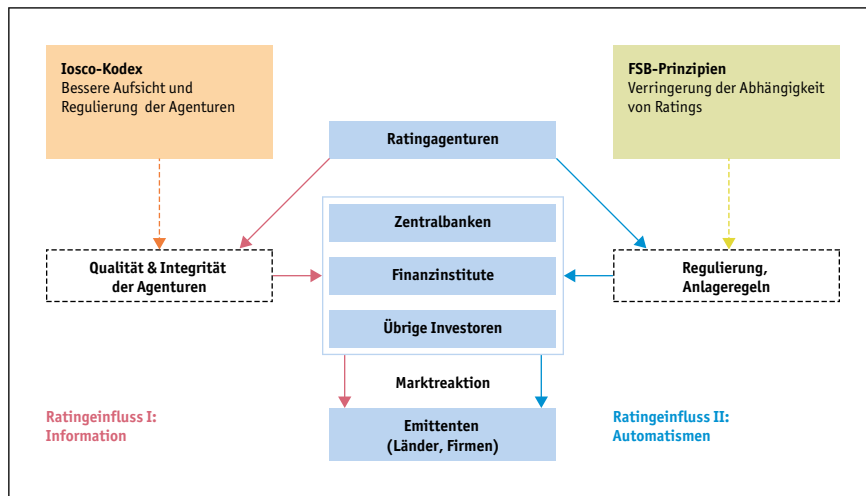 Iosco-Kodex
Bessere Aufsicht und
Regulierung der Agenturen
FSB-Prinzipien
Verringerung der Abhängigkeit
von Ratings
Ratingagenturen
Zentralbanken
Qualität & Integrität
der Agenturen
Finanzinstitute
Regulierung,
Anlageregeln
Übrige Investoren
Marktreaktion
Ratingeinfluss I:
Information
Emittenten
(Länder, Firmen)
Ratingeinfluss II:
Automatismen